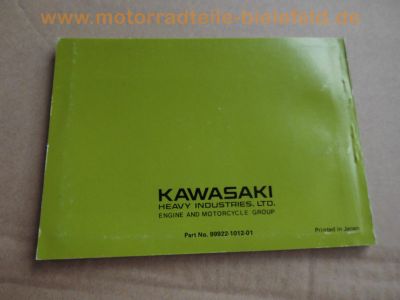 www.motorradteile-bielefeld.de
KAWASAKI
HEAVY INDUSTRIES, LTD.
ENGINE AND MOTORCYCLE GROUP
Part No. 99922-1012-01
Printed in Japan